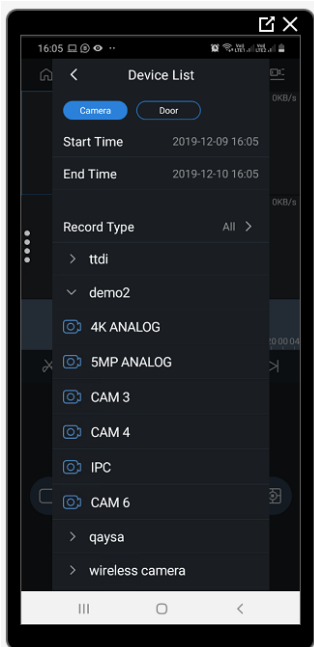 16:05
Device List
Camera Door
0KB/s
Start Time 2019-12-09 16:05
End Time 2019-12-10 16:05
0KB/s
Record Type All
ttdi
demo2
4K ANALOG
5MP ANALOG
CAM 3
CAM 4
IPC
CAM 6
qaysa
wireless camera